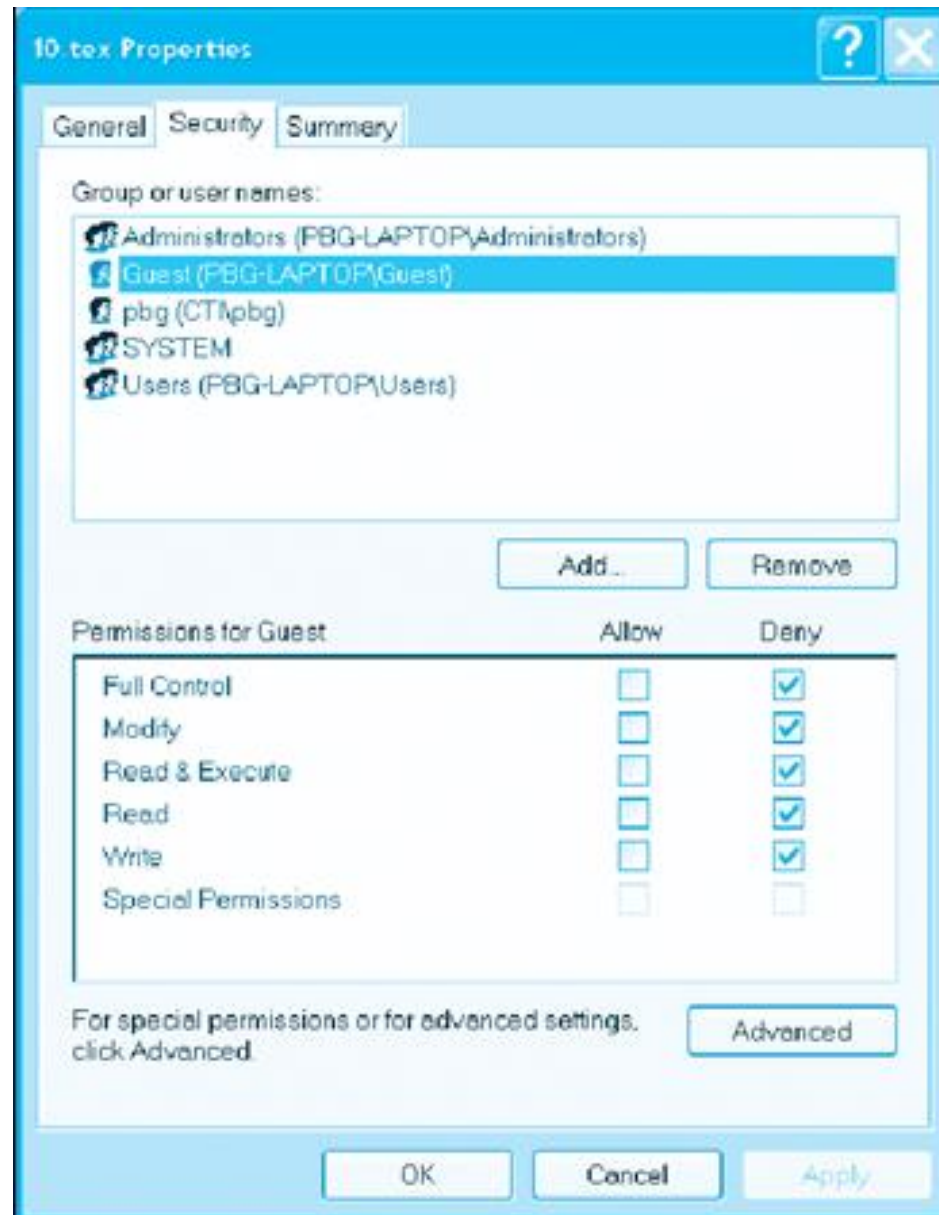 10.tex Properties
?
General Security Summary
Group or user names:
Administrators (PBG-LAPTOP\Administrators)
Guest (PBG-LAPTOP\Guest)
pbg (CTI\pbg)
SYSTEM
Users (PBG-LAPTOP\Users)
Add... Remove
Permissions for Guest Allow Deny
Full Control
Modify
Read & Execute
Read
Write
Special Permissions
For special permissions or for advanced settings,
click Advanced.
Advanced
OK Cancel Apply